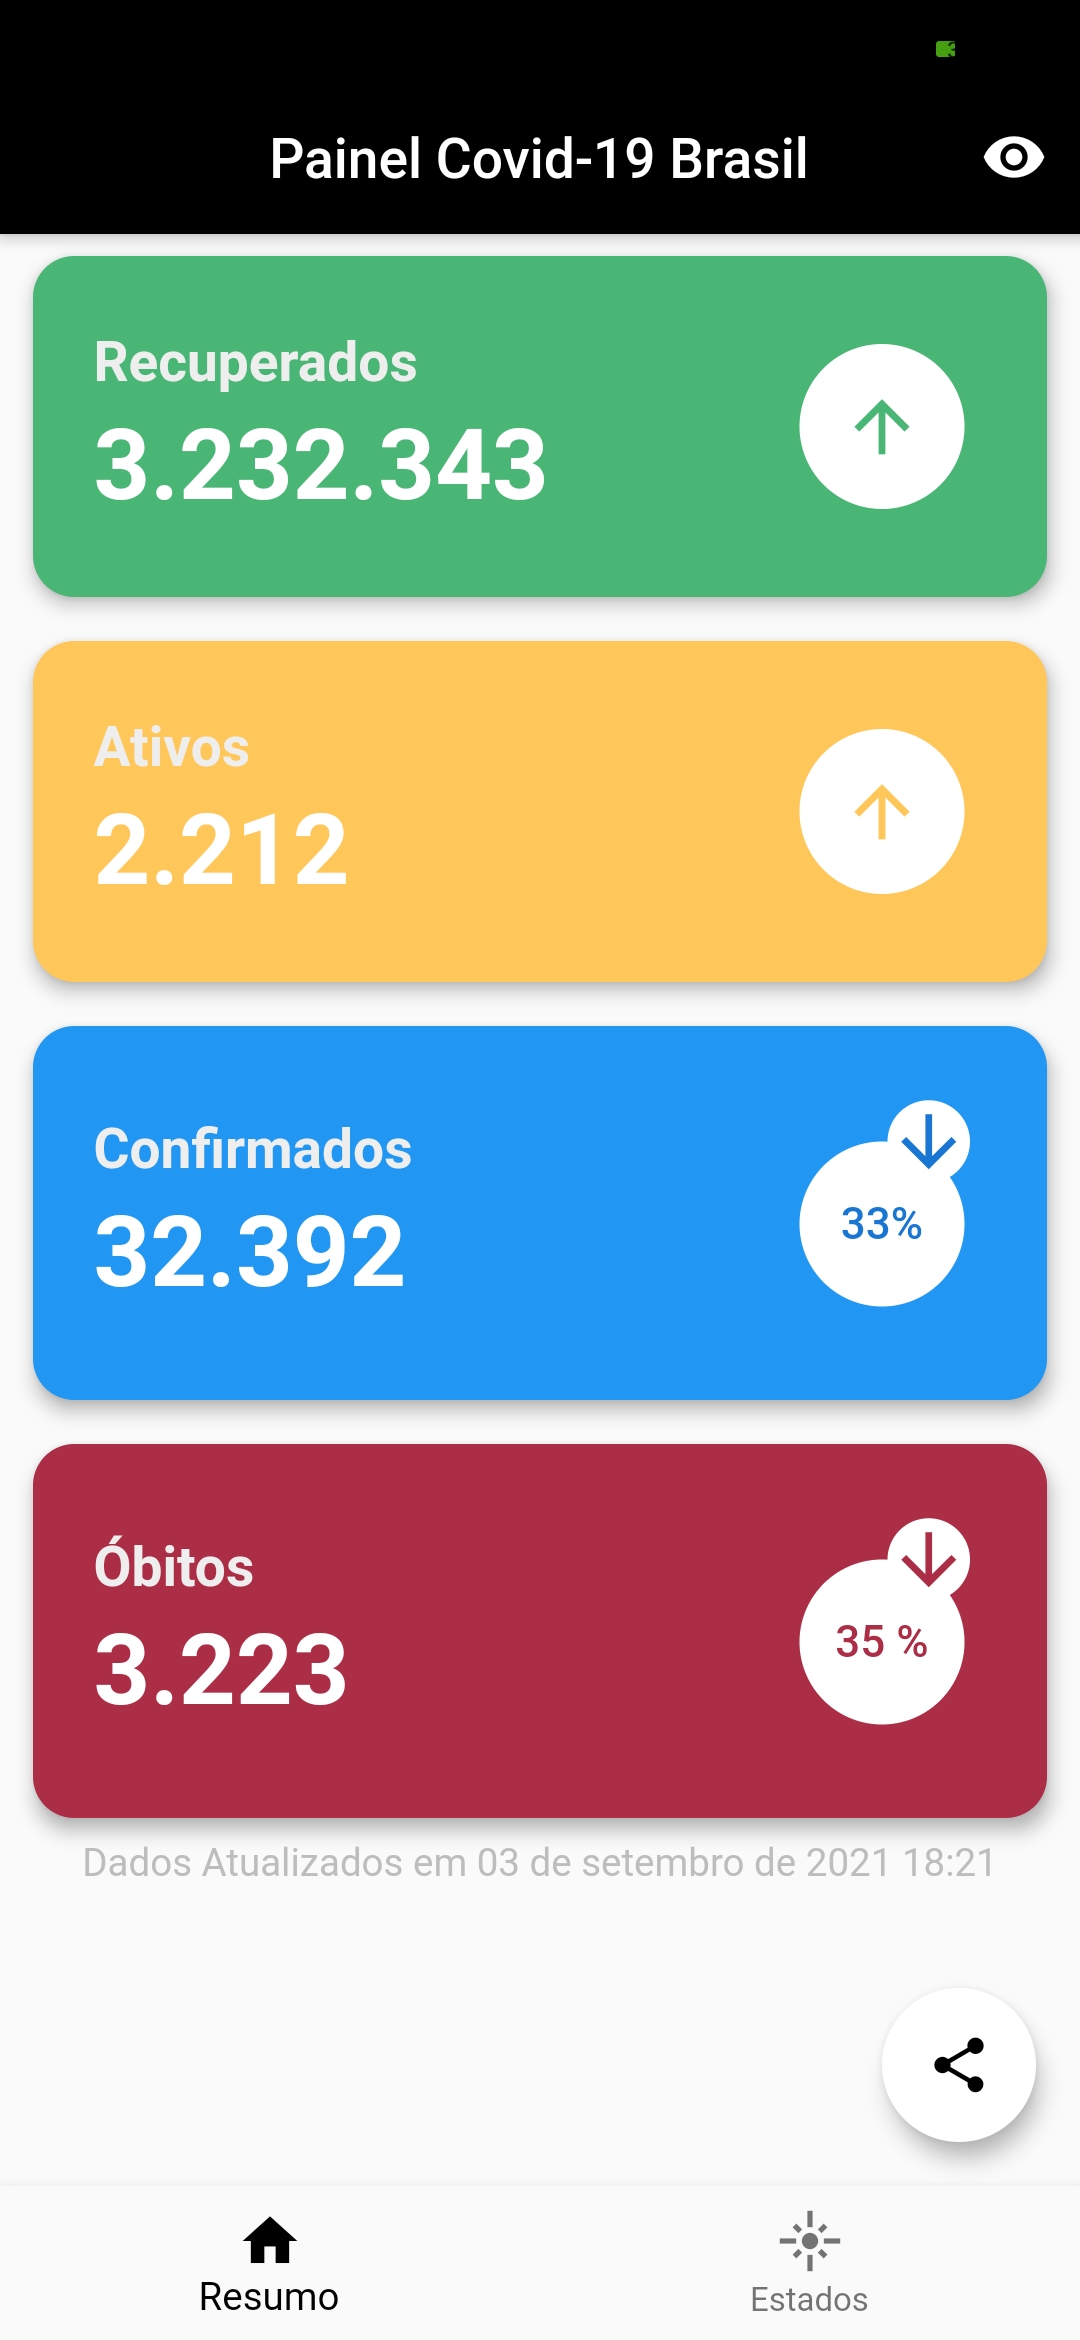 Painel Covid-19 Brasil
Recuperados
3.232.343
Ativos
2.212
Confirmados
32.392
33%
Óbitos
3.223
35 %
Dados Atualizados em 03 de setembro de 2021 18:21
Resumo
Estados